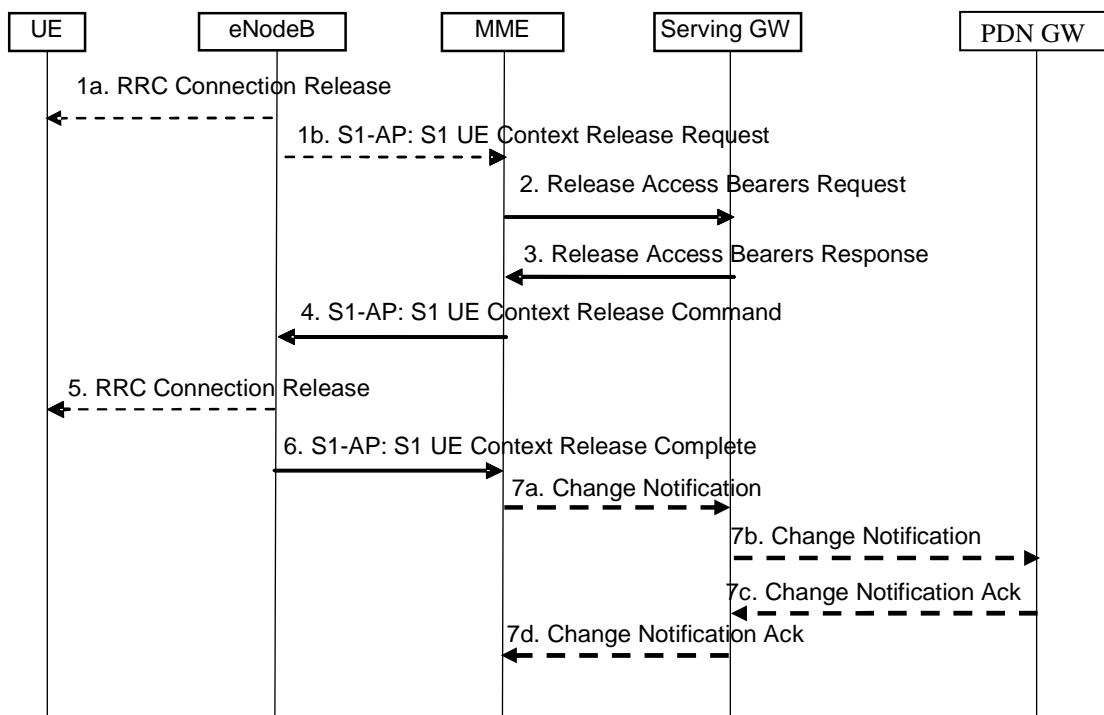 UE
eNodeB
MME
Serving GW
PDN GW
1a. RRC Connection Release
1b. S1-AP: S1 UE Context Release Request
2. Release Access Bearers Request
3. Release Access Bearers Response
4. S1-AP: S1 UE Context Release Command
5. RRC Connection Release
6. S1-AP: S1 UE Context Release Complete
7a. Change Notification
7b. Change Notification
7c. Change Notification Ack
7d. Change Notification Ack